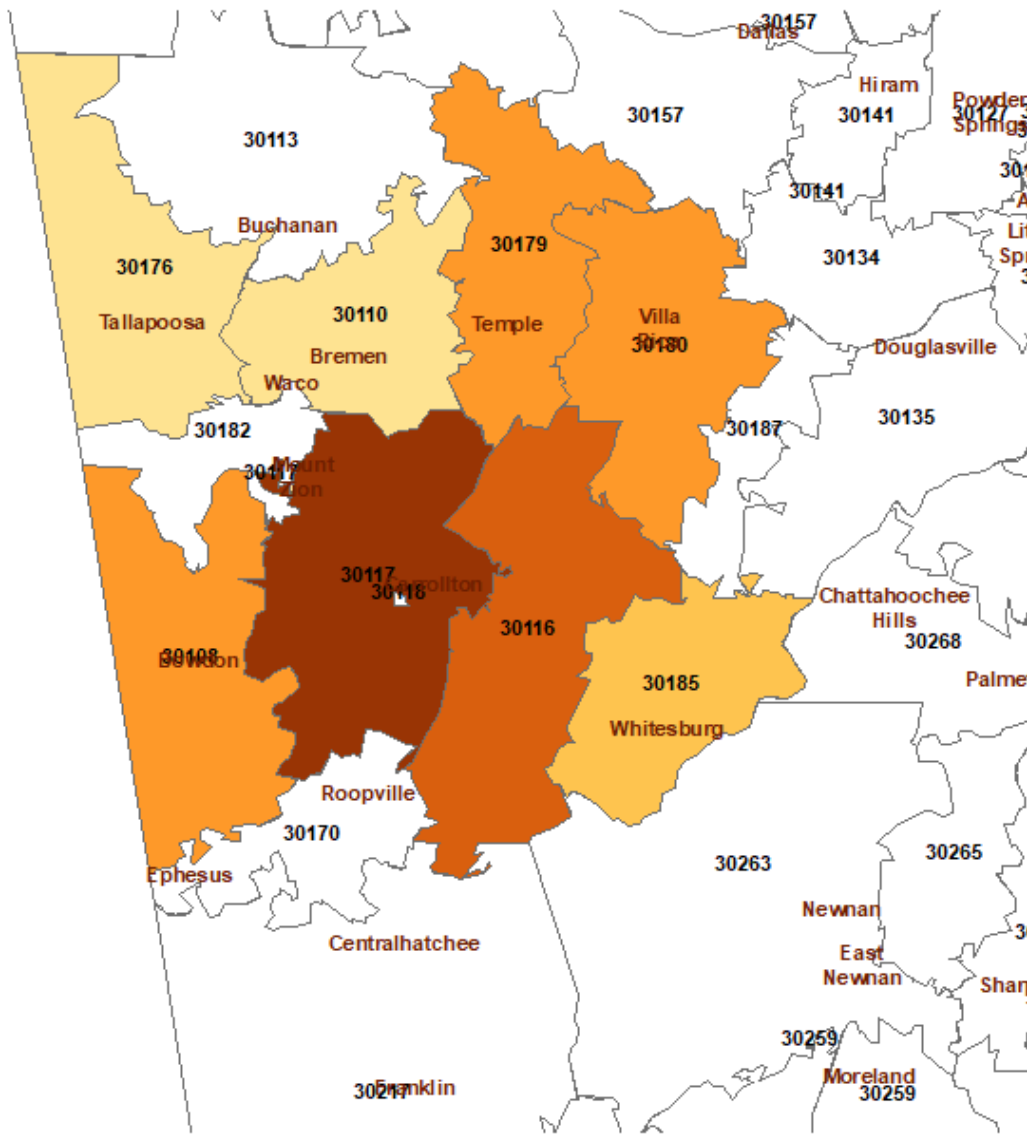 30157
Dallas
Hiram
30141
Powder
Springs
30127
30157
30113
30141
Buchanan
30179
30134
30176
30110
Tallapoosa
Temple
Villa
Rica
30180
Bremen
Douglasville
Waco
30182
30187
30135
Mount
Zion
30117
30117
Carrollton
30118
Chattahoochee
Hills
30116
30268
30108
Bowdon
30185
Whitesburg
Roopville
30170
30263
30265
Ephesus
Newnan
Centralhatchee
East
Newnan
30259
Moreland
30259
Franklin
30217